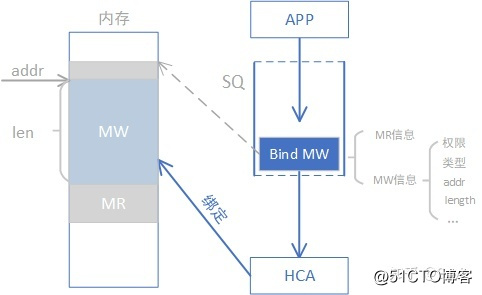 内存
addr
len
MW
MR
APP
SQ
Bind MW
绑定
HCA
MR信息
MW信息
权限
类型
addr
length
...
@51CTO博客